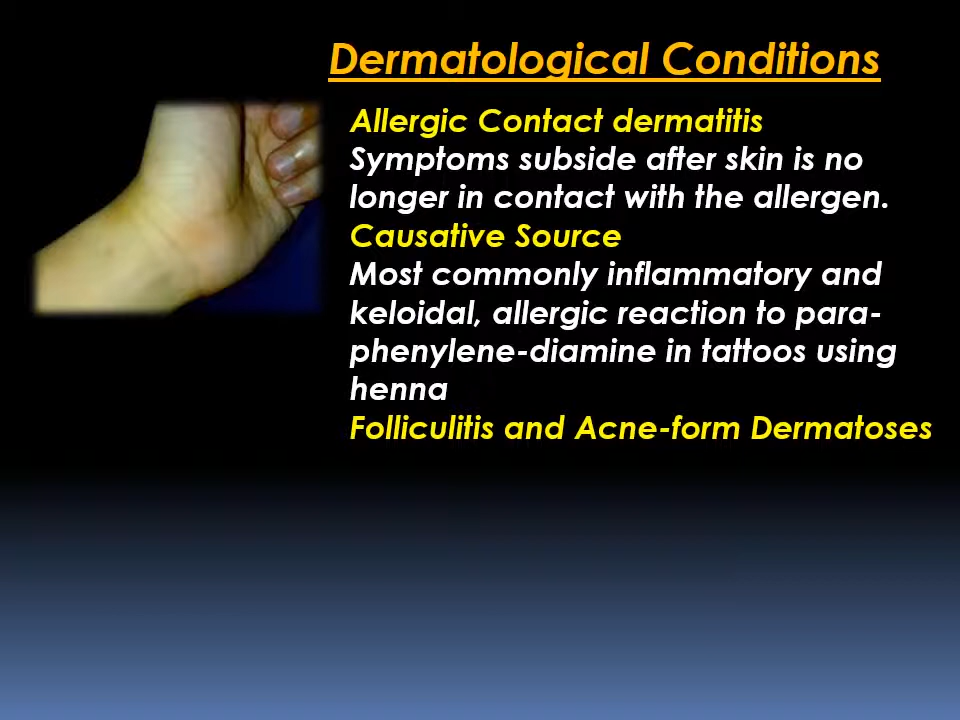 Dermatological Conditions
Allergic Contact dermatitis
Symptoms subside after skin is no
longer in contact with the allergen.
Causative Source
Most commonly inflammatory and
keloidal, allergic reaction to para-
phenylene-diamine in tattoos using
henna
Folliculitis and Acne-form Dermatoses